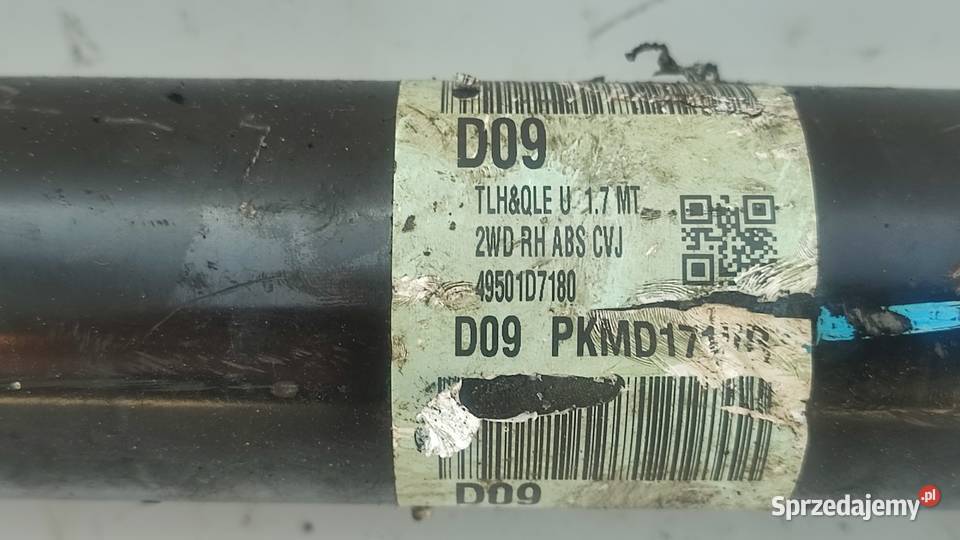 D09
TLH&QLE U 1.7 MT
2WD RH ABS CVJ
49501D7180
D09
D09
Sprzedajemy.pl